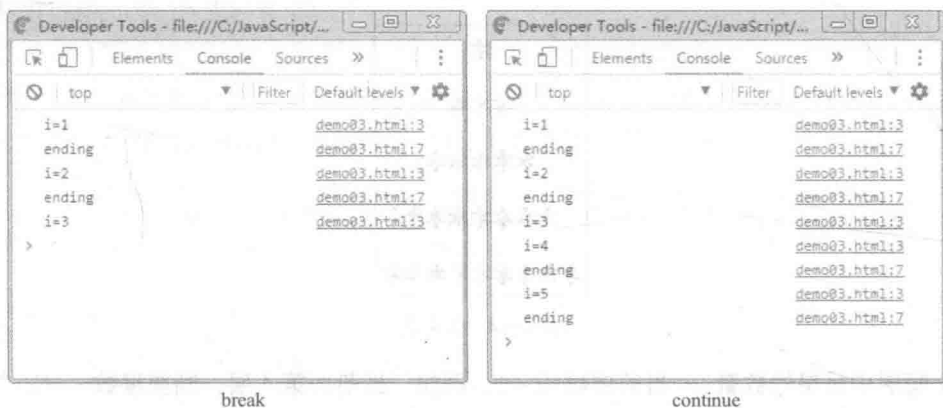 Developer Tools - file:///C:/JavaScript/...
Elements Console Sources »
top Filter Default levels
i=1 demo03.html:3
ending demo03.html:7
i=2 demo03.html:3
ending demo03.html:7
i=3 demo03.html:3
>
break
Developer Tools - file:///C:/JavaScript/...
Elements Console Sources »
top Filter Default levels
i=1 demo03.html:3
ending demo03.html:7
i=2 demo03.html:3
ending demo03.html:7
i=3 demo03.html:3
i=4 demo03.html:3
ending demo03.html:7
i=5 demo03.html:3
ending demo03.html:7
>
continue